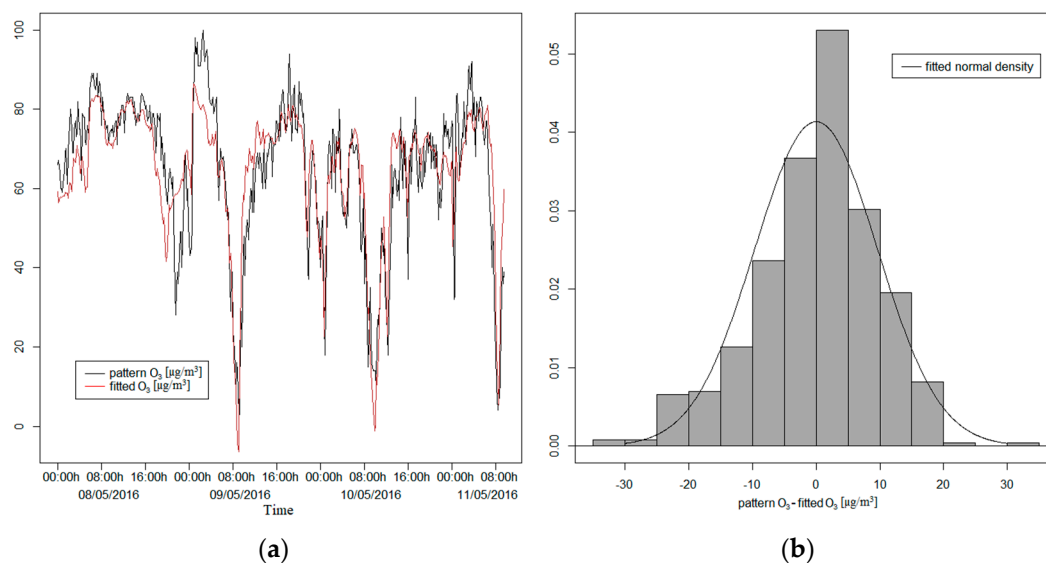 100
80
60
40
20
0
pattern O₃ [µg/m³]
fitted O₃ [µg/m³]
00:00h 08:00h 16:00h 00:00h 08:00h 16:00h 00:00h 08:00h 16:00h 00:00h 08:00h
08/05/2016 09/05/2016 10/05/2016 11/05/2016
Time
(a)
0.05
0.04
0.03
0.02
0.01
0.00
fitted normal density
-30 -20 -10 0 10 20 30
pattern O₃ - fitted O₃ [µg/m³]
(b)